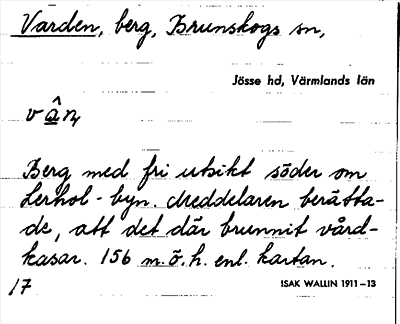 Varden, berg, Brunskogs sn,
Jösse hd, Värmlands län
Berg med fri utsikt söder om
Lerhol-byn. Meddelaren berätta-
de, att det där brunnit vård-
kasar. 156 m.ö.h. enl. kartan.
17
ISAK WALLIN 1911–13